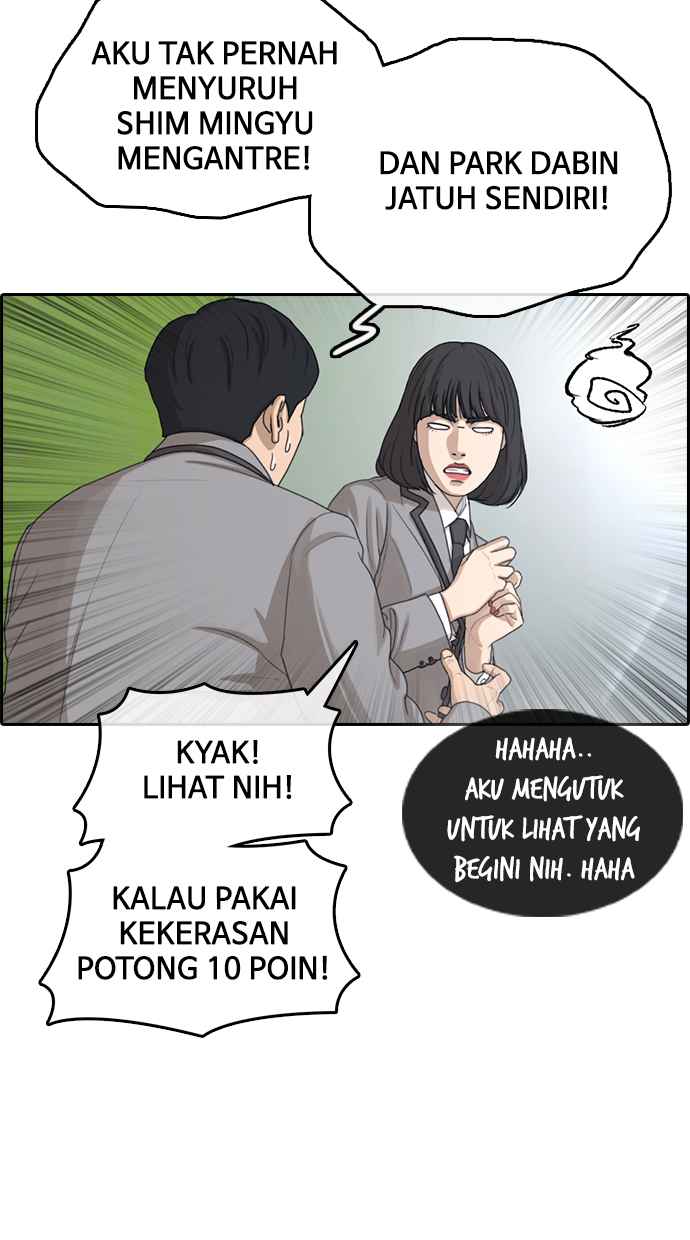 AKU TAK PERNAH
MENYURUH
SHIM MINGYU
MENGANTRE!
DAN PARK DABIN
JATUH SENDIRI!
KYAK!
LIHAT NIH!
HAHAHA..
AKU MENGUTUK
UNTUK LIHAT YANG
BEGINI NIH. HAHA
KALAU PAKAI
KEKERASAN
POTONG 10 POIN!